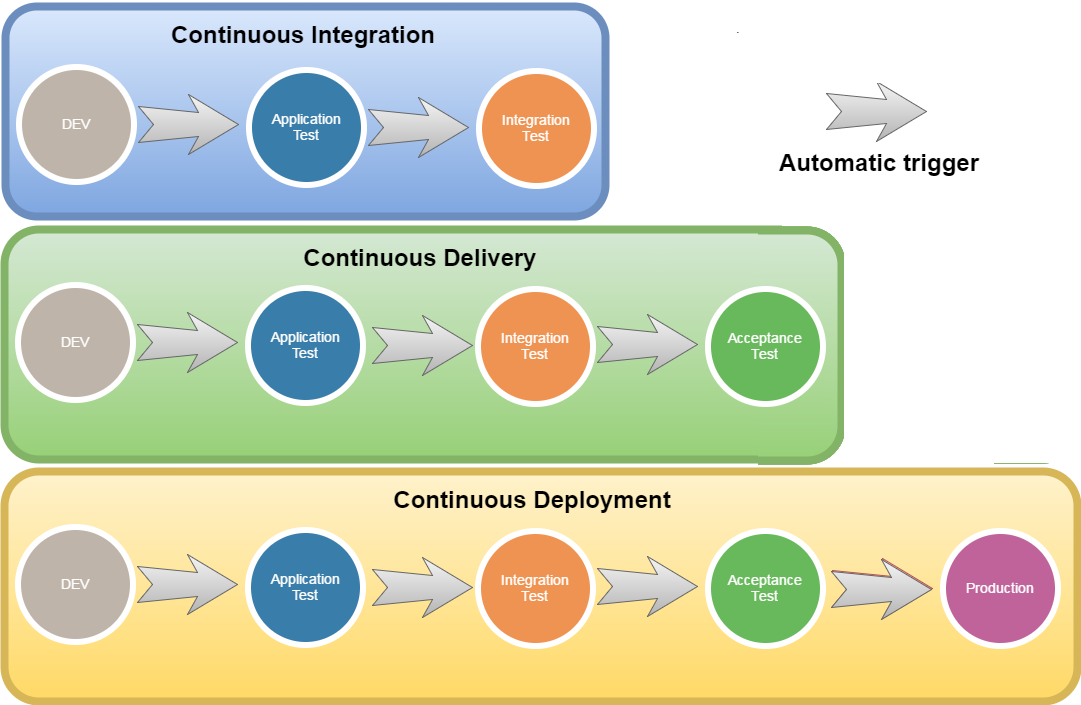 Continuous Integration
DEV
Application
Test
Integration
Test
Automatic trigger
Continuous Delivery
DEV
Application
Test
Integration
Test
Acceptance
Test
Continuous Deployment
DEV
Application
Test
Integration
Test
Acceptance
Test
Production